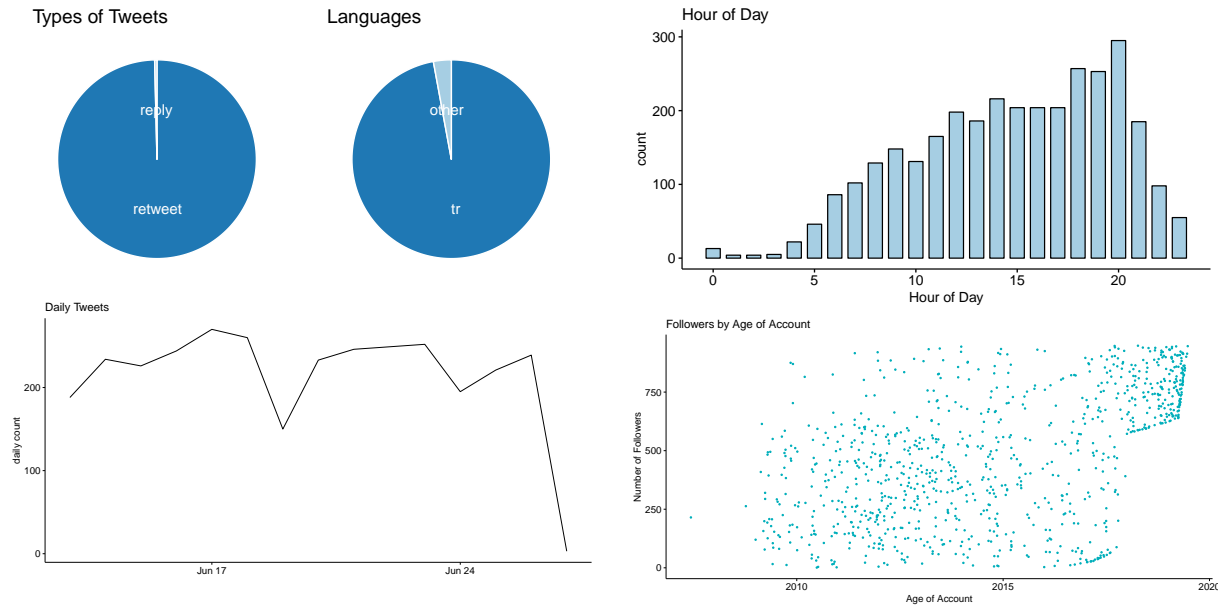 Types of Tweets
reply
retweet
Languages
other
tr
Hour of Day
count
300
200
100
0
0 5 10 15 20
Hour of Day
Daily Tweets
daily count
200
100
0
Jun 17 Jun 24
Followers by Age of Account
Number of Followers
750
500
250
0
2010 2015 2020
Age of Account